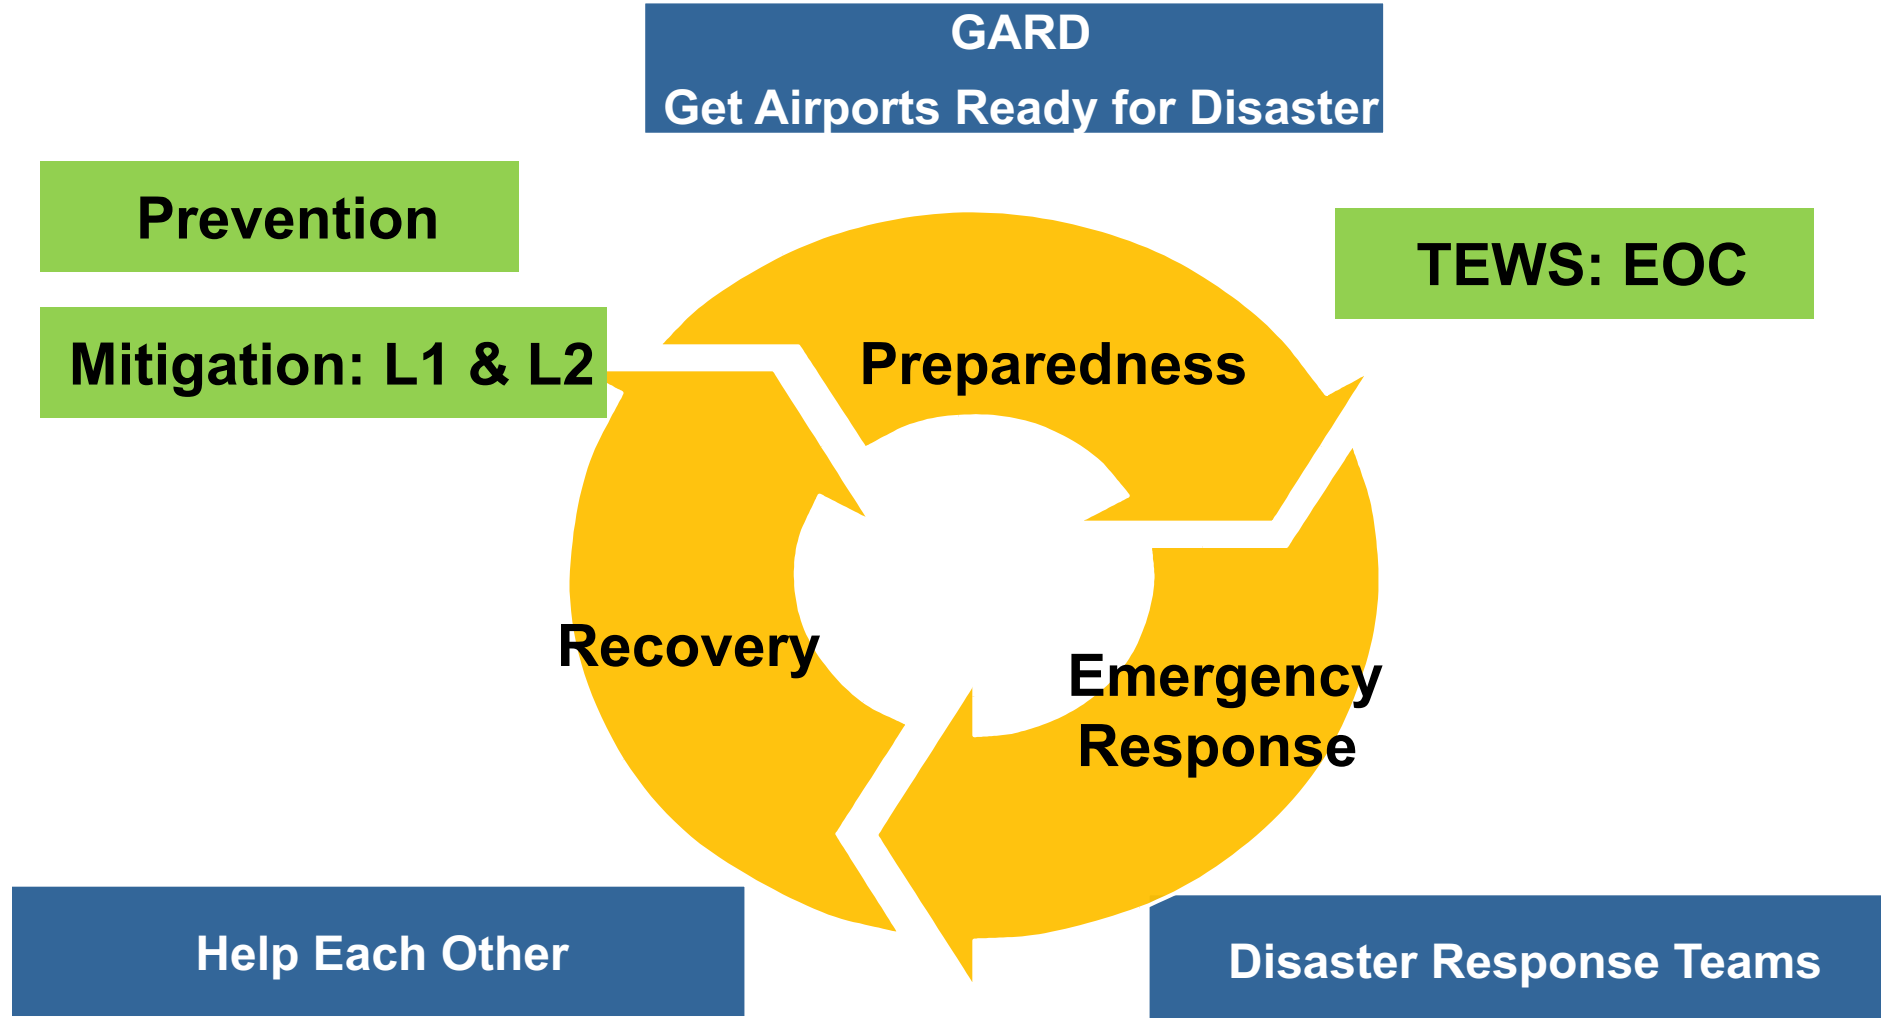 GARD
Get Airports Ready for Disaster
Prevention
TEWS: EOC
Mitigation: L1 & L2
Preparedness
Recovery
Emergency
Response
Help Each Other
Disaster Response Teams